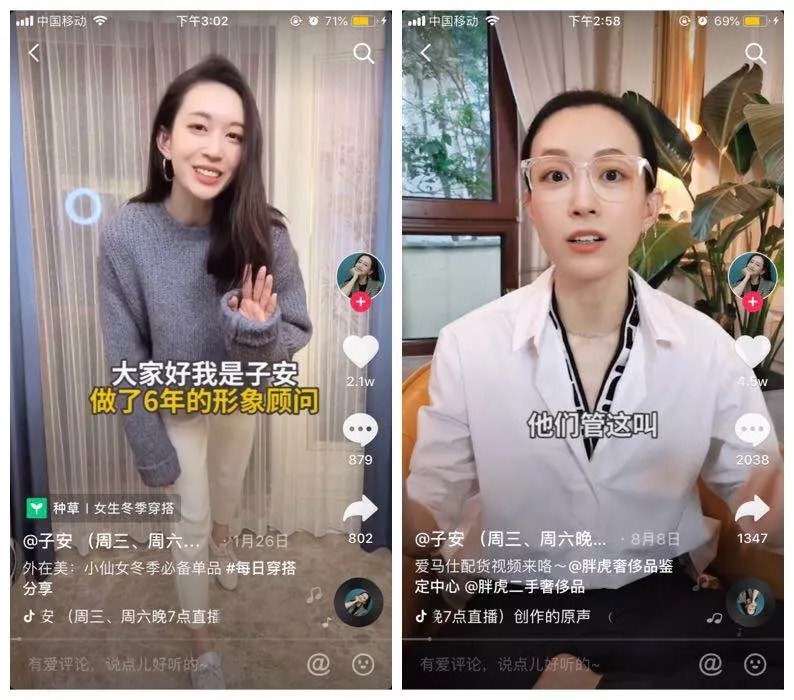 中国移动
下午3:02
71%
大家好我是子安
做了6年的形象顾问
2.1w
879
802
种草 | 女生冬季穿搭
@子安 (周三、周六... · 1月26日
外在美：小仙女冬季必备单品 #每日穿搭
分享
安 (周三、周六晚7点直播
有爱评论，说点儿好听的~
中国移动
下午2:58
69%
他们管这叫
4.5w
2038
1347
@子安 (周三、周六晚... · 8月8日
爱马仕配货视频来咯～@胖虎奢侈品鉴
定中心 @胖虎二手奢侈品
7点直播) 创作的原声
有爱评论，说点儿好听的~